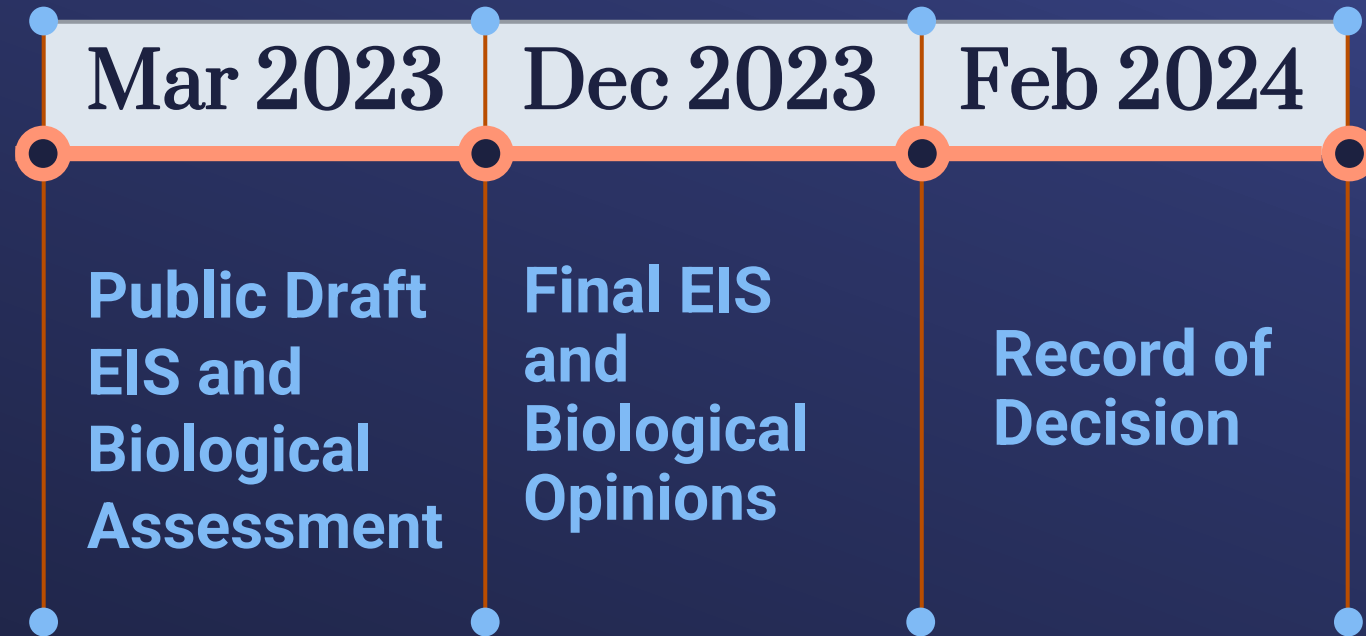 Mar 2023
Dec 2023
Feb 2024
Public Draft
EIS and
Biological
Assessment
Final EIS
and
Biological
Opinions
Record of
Decision